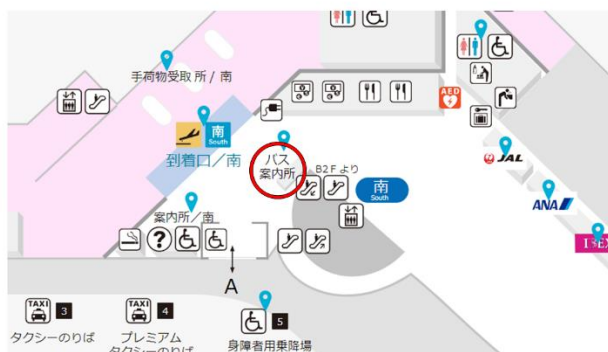 手荷物受取所/南
AED
南
South
到着口/南
バス
案内所
B2Fより
JAL
南
South
ANA
案内所/南
?
A
TAXI
3
TAXI
4
5
タクシーのりば
プレミアム
タクシーのりば
身障者用乗降場